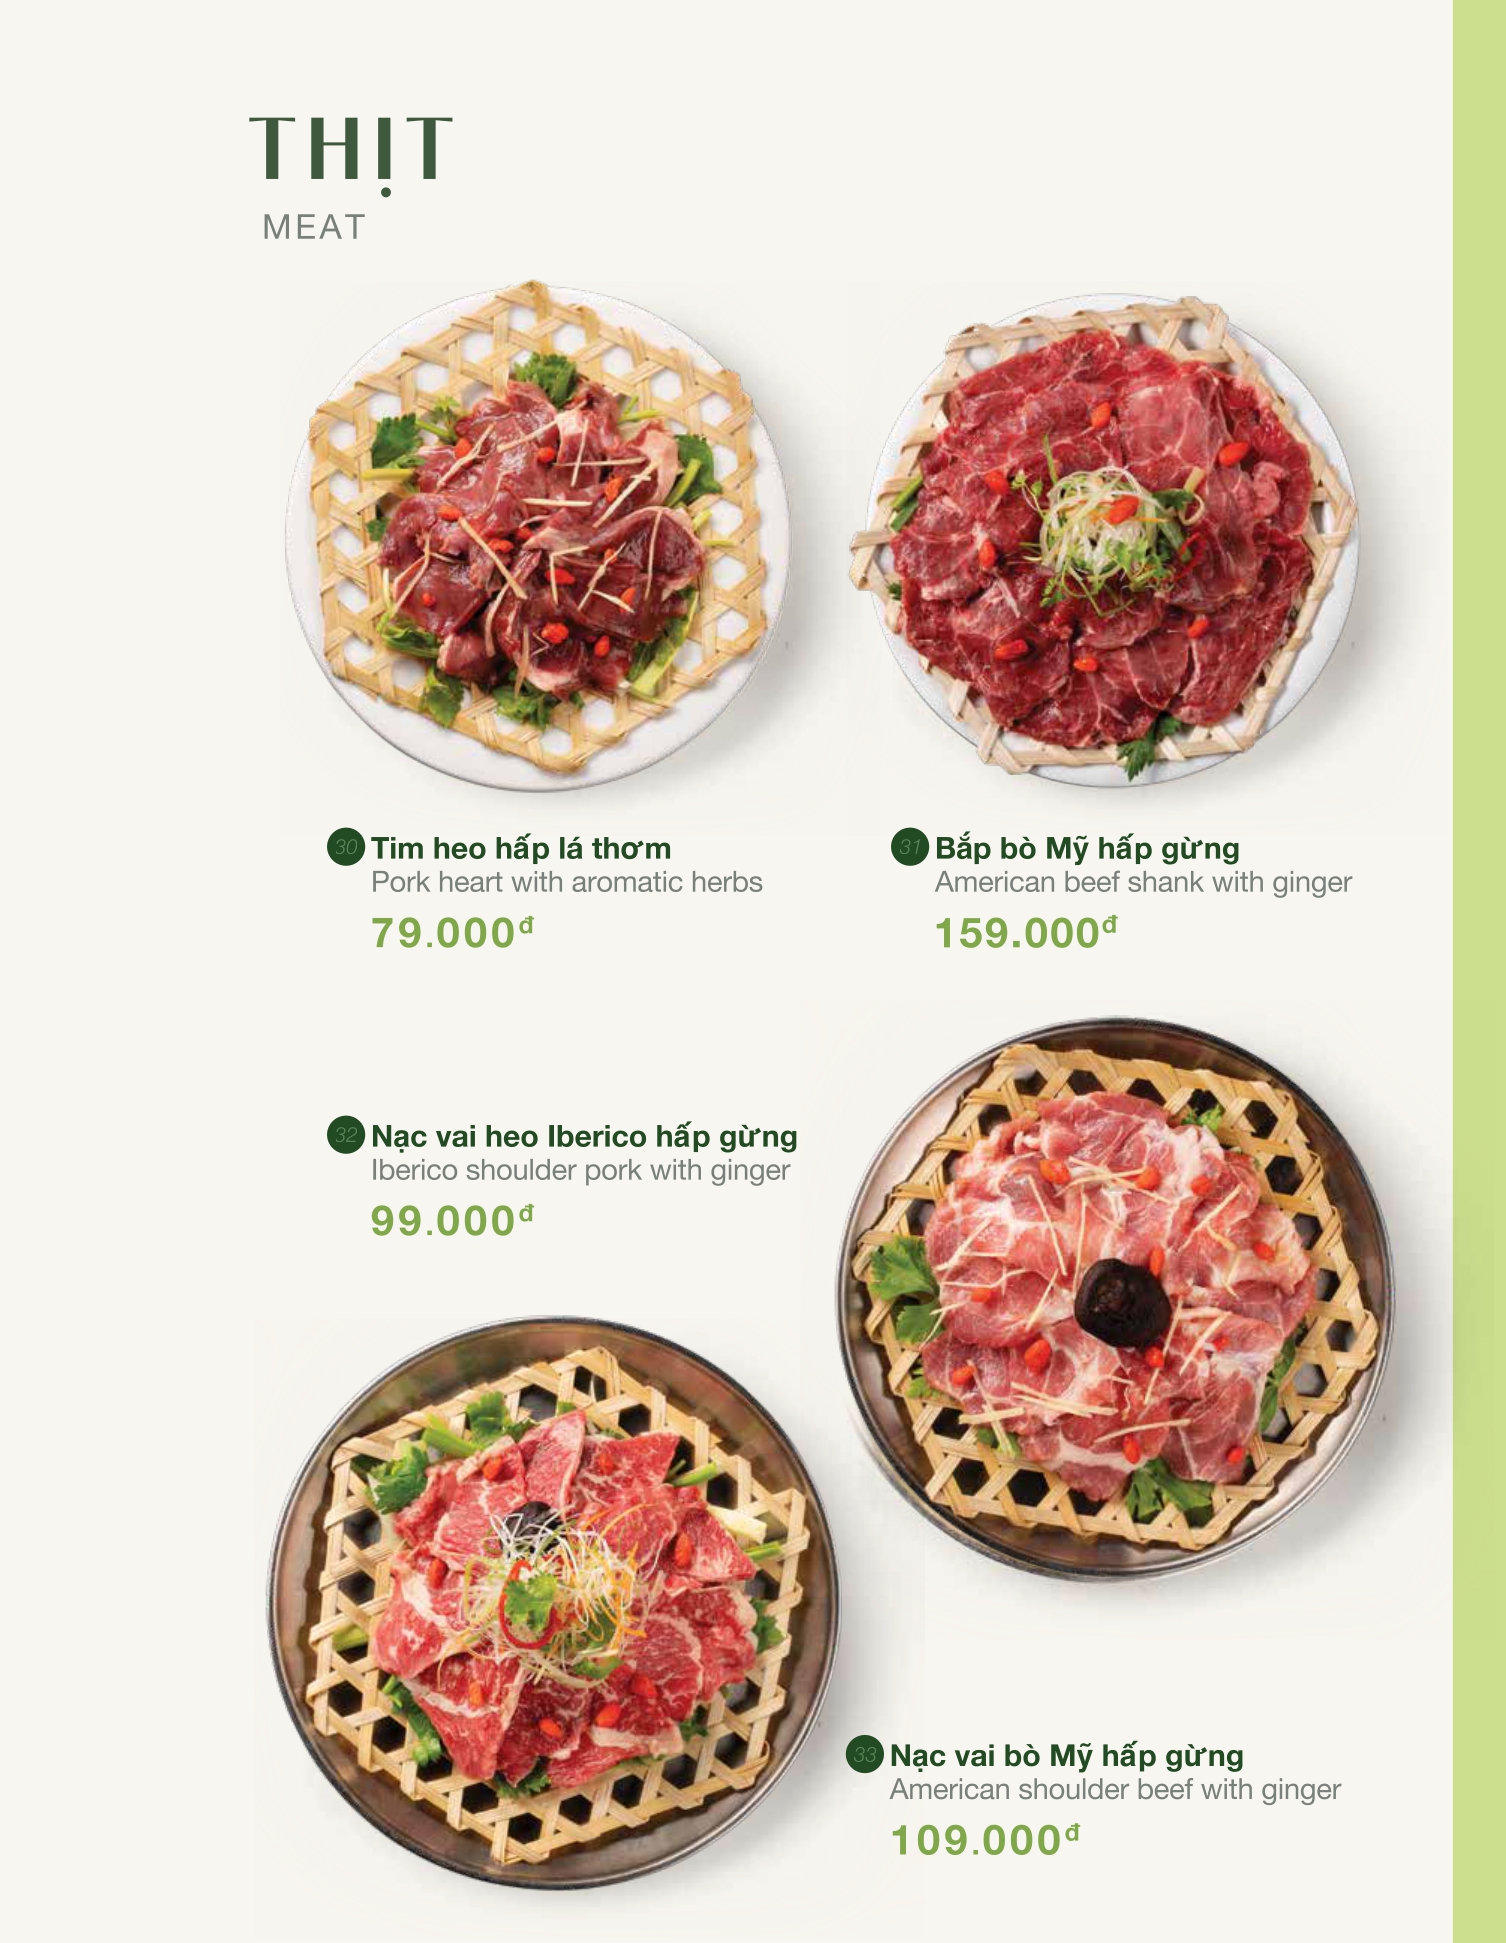 THỊT
MEAT
30 Tim heo hấp lá thơm
Pork heart with aromatic herbs
79.000đ
31 Bắp bò Mỹ hấp gừng
American beef shank with ginger
159.000đ
32 Nạc vai heo Iberico hấp gừng
Iberico shoulder pork with ginger
99.000đ
33 Nạc vai bò Mỹ hấp gừng
American shoulder beef with ginger
109.000đ